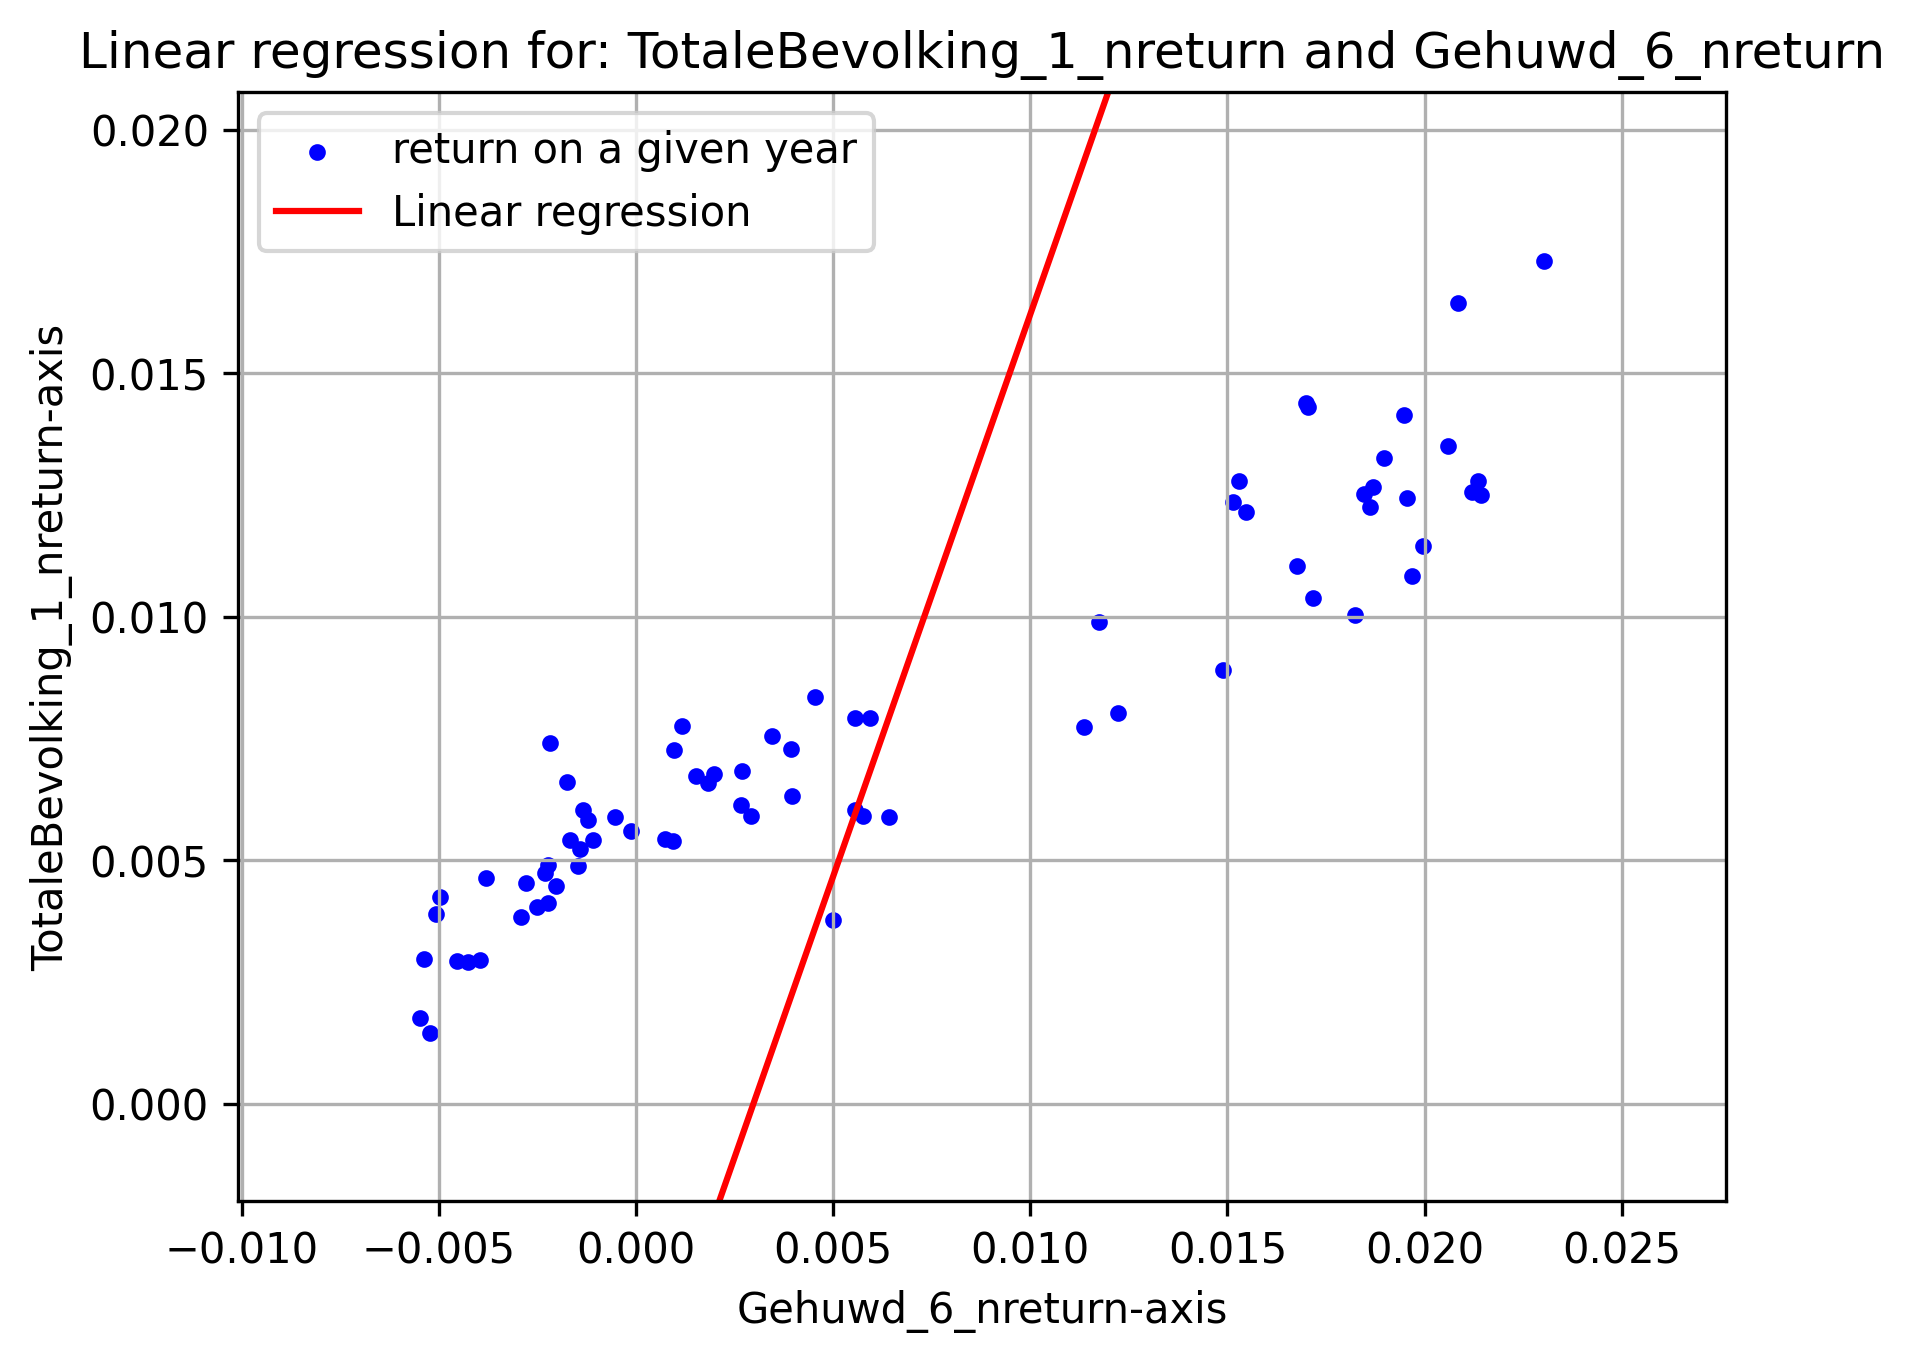 Linear regression for: TotaleBevolking_1_nreturn and Gehuwd_6_nreturn
return on a given year
Linear regression
TotaleBevolking_1_nreturn-axis
0.020
0.015
0.010
0.005
0.000
−0.010 −0.005 0.000 0.005 0.010 0.015 0.020 0.025
Gehuwd_6_nreturn-axis